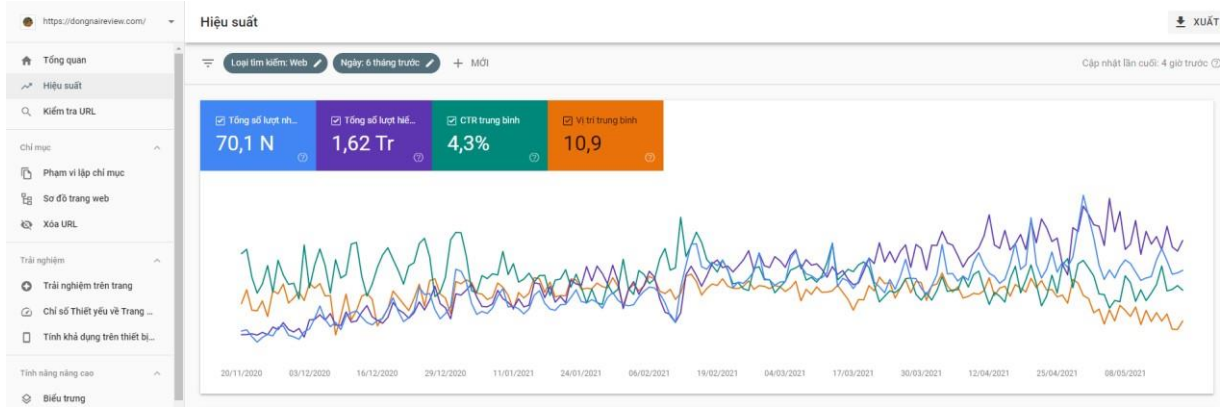 https://dongnaireview.com/
Hiệu suất
XUẤT
Tổng quan
Hiệu suất
Kiểm tra URL
Chỉ mục
Phạm vi lập chỉ mục
Sơ đồ trang web
Xóa URL
Trải nghiệm
Trải nghiệm trên trang
Chỉ số Thiết yếu về Trang ...
Tính khả dụng trên thiết bị...
Tính năng nâng cao
Biểu trưng
Loại tìm kiếm: Web
Ngày: 6 tháng trước
MỚI
Cập nhật lần cuối: 4 giờ trước
Tổng số lượt nh...
70,1 N
Tổng số lượt hiể...
1,62 Tr
CTR trung bình
4,3%
Vị trí trung bình
10,9
20/11/2020 03/12/2020 16/12/2020 29/12/2020 11/01/2021 24/01/2021 06/02/2021 19/02/2021 04/03/2021 17/03/2021 30/03/2021 12/04/2021 25/04/2021 08/05/2021